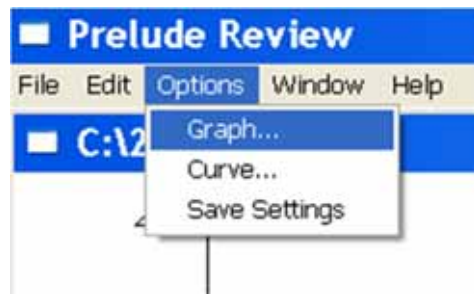 Prelude Review
File Edit Options Window Help
C:\2
Graph...
Curve...
Save Settings